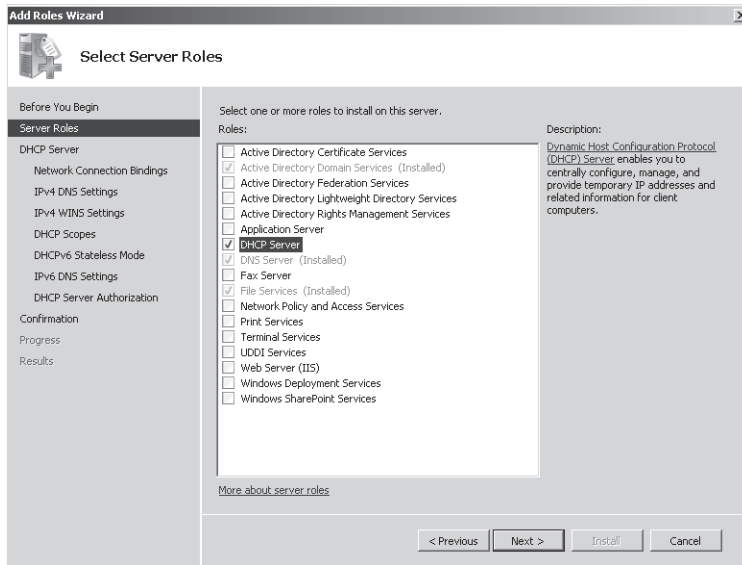 Add Roles Wizard
Select Server Roles
Before You Begin
Server Roles
DHCP Server
Network Connection Bindings
IPv4 DNS Settings
IPv4 WINS Settings
DHCP Scopes
DHCPv6 Stateless Mode
IPv6 DNS Settings
DHCP Server Authorization
Confirmation
Progress
Results
Select one or more roles to install on this server.
Roles:
Active Directory Certificate Services
Active Directory Domain Services (Installed)
Active Directory Federation Services
Active Directory Lightweight Directory Services
Active Directory Rights Management Services
Application Server
DHCP Server
DNS Server (Installed)
Fax Server
File Services (Installed)
Network Policy and Access Services
Print Services
Terminal Services
UDDI Services
Web Server (IIS)
Windows Deployment Services
Windows SharePoint Services
More about server roles
Description:
Dynamic Host Configuration Protocol
(DHCP) Server enables you to
centrally configure, manage, and
provide temporary IP addresses and
related information for client
computers.
< Previous
Next >
Install
Cancel